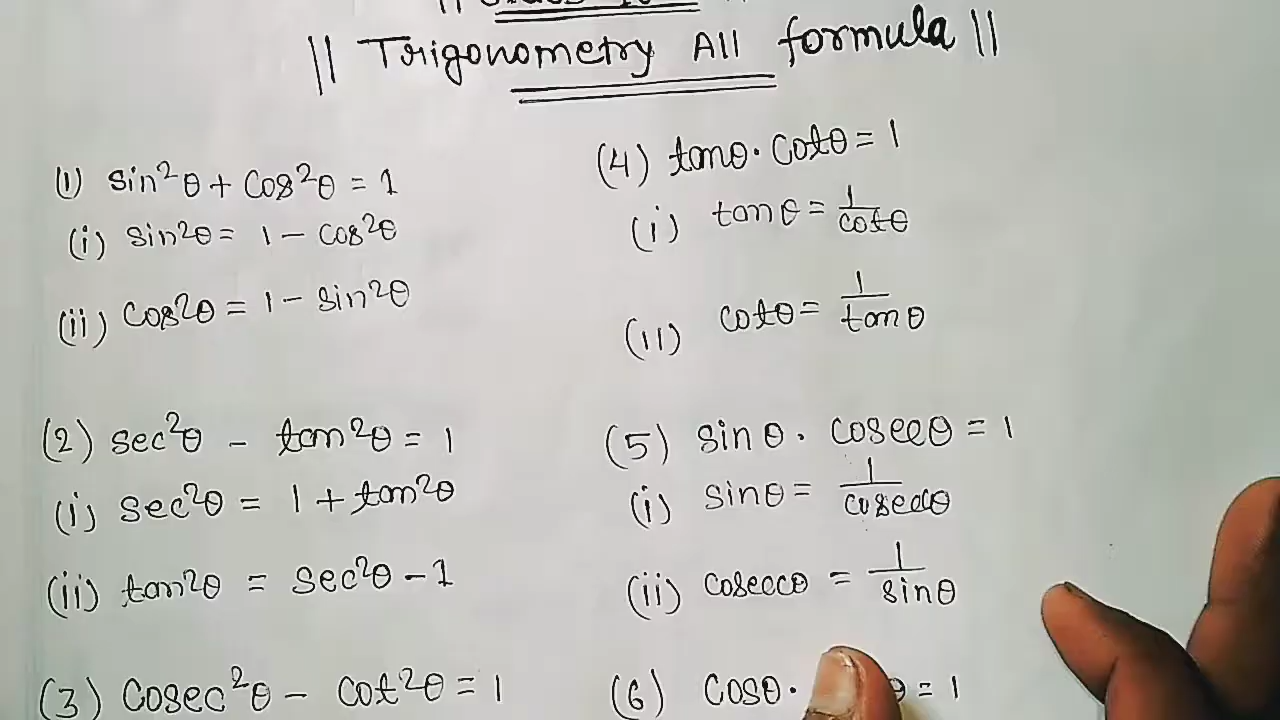 || Trigonometry All formula ||
(1) sin²θ + cos²θ = 1
(i) sin²θ = 1 − cos²θ
(ii) cos²θ = 1 − sin²θ
(2) sec²θ − tan²θ = 1
(i) sec²θ = 1 + tan²θ
(ii) tan²θ = sec²θ − 1
(3) cosec²θ − cot²θ = 1
(4) tanθ · cotθ = 1
(i) tanθ = 1/cotθ
(ii) cotθ = 1/tanθ
(5) sinθ · cosecθ = 1
(i) sinθ = 1/cosecθ
(ii) cosecθ = 1/sinθ
(6) cosθ · θ = 1